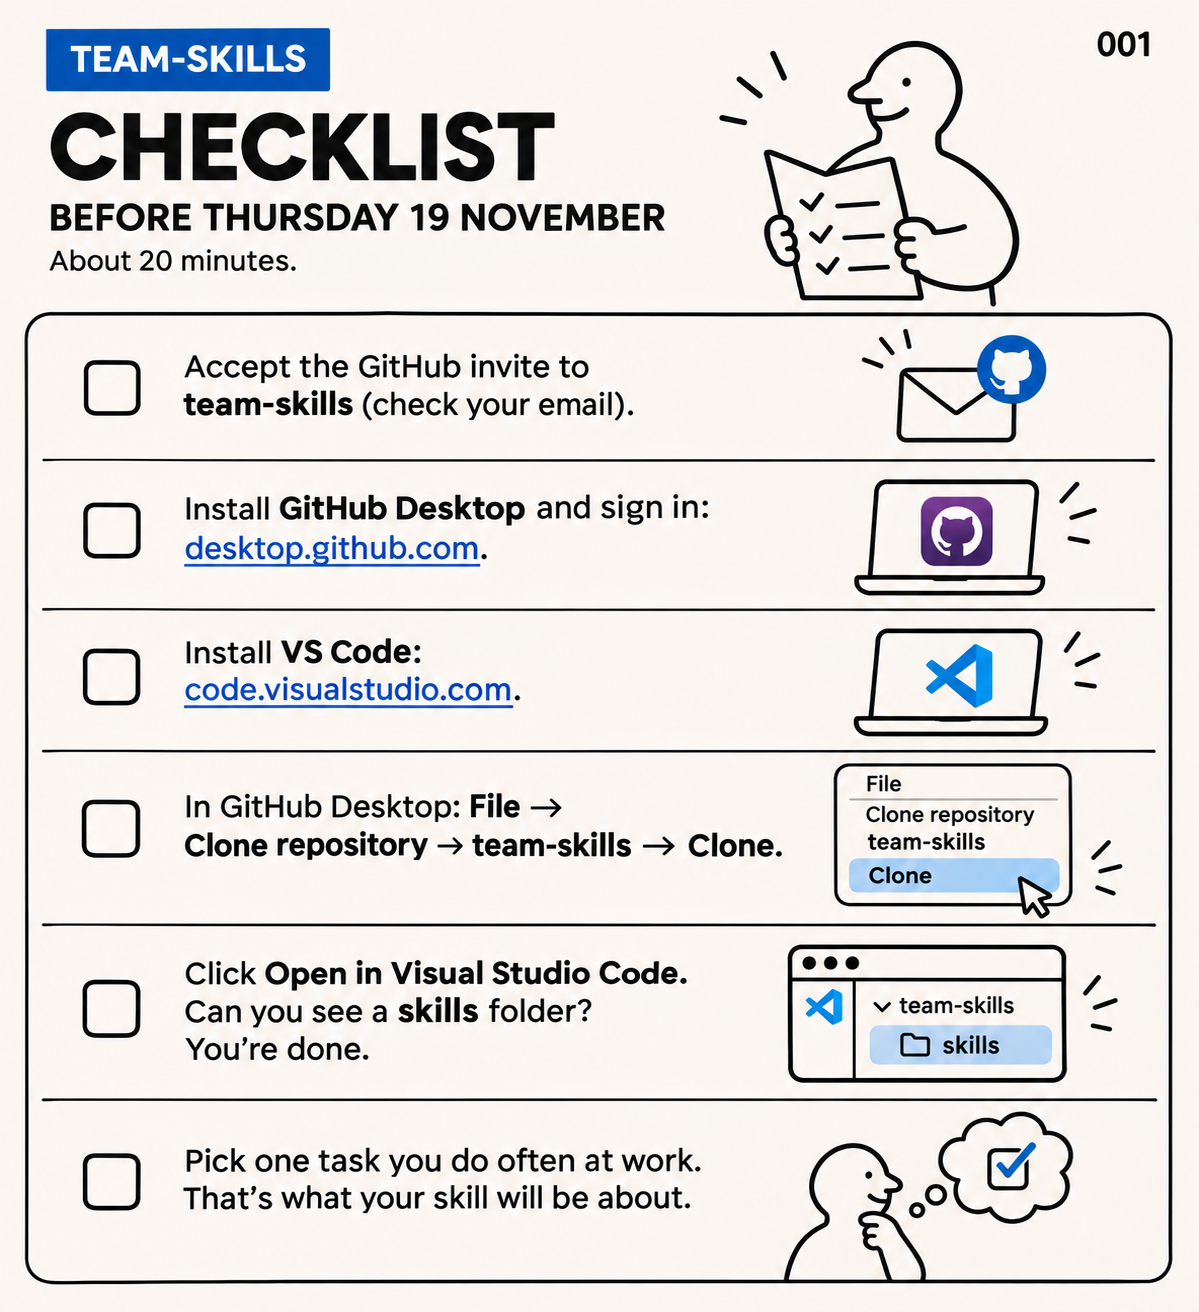 TEAM-SKILLS
001
CHECKLIST
BEFORE THURSDAY 19 NOVEMBER
About 20 minutes.
Accept the GitHub invite to
team-skills (check your email).
Install GitHub Desktop and sign in:
desktop.github.com.
Install VS Code:
code.visualstudio.com.
In GitHub Desktop: File →
Clone repository → team-skills → Clone.
File
Clone repository
team-skills
Clone
Click Open in Visual Studio Code.
Can you see a skills folder?
You're done.
team-skills
skills
Pick one task you do often at work.
That's what your skill will be about.